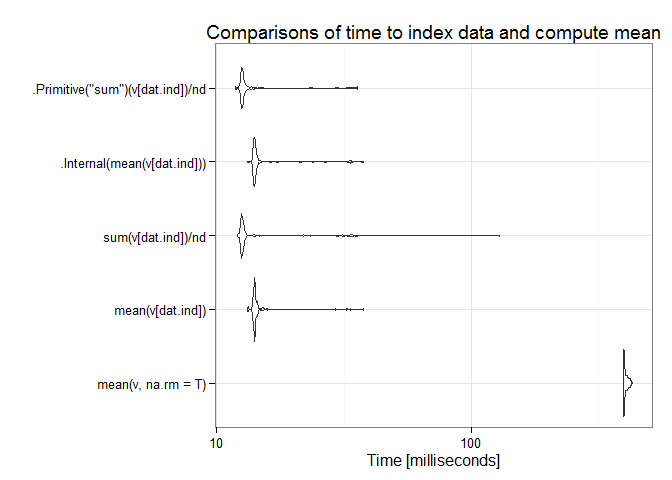 Comparisons of time to index data and compute mean
.Primitive("sum")(v[dat.ind])/nd
.Internal(mean(v[dat.ind]))
sum(v[dat.ind])/nd
mean(v[dat.ind])
mean(v, na.rm = T)
10
100
Time [milliseconds]